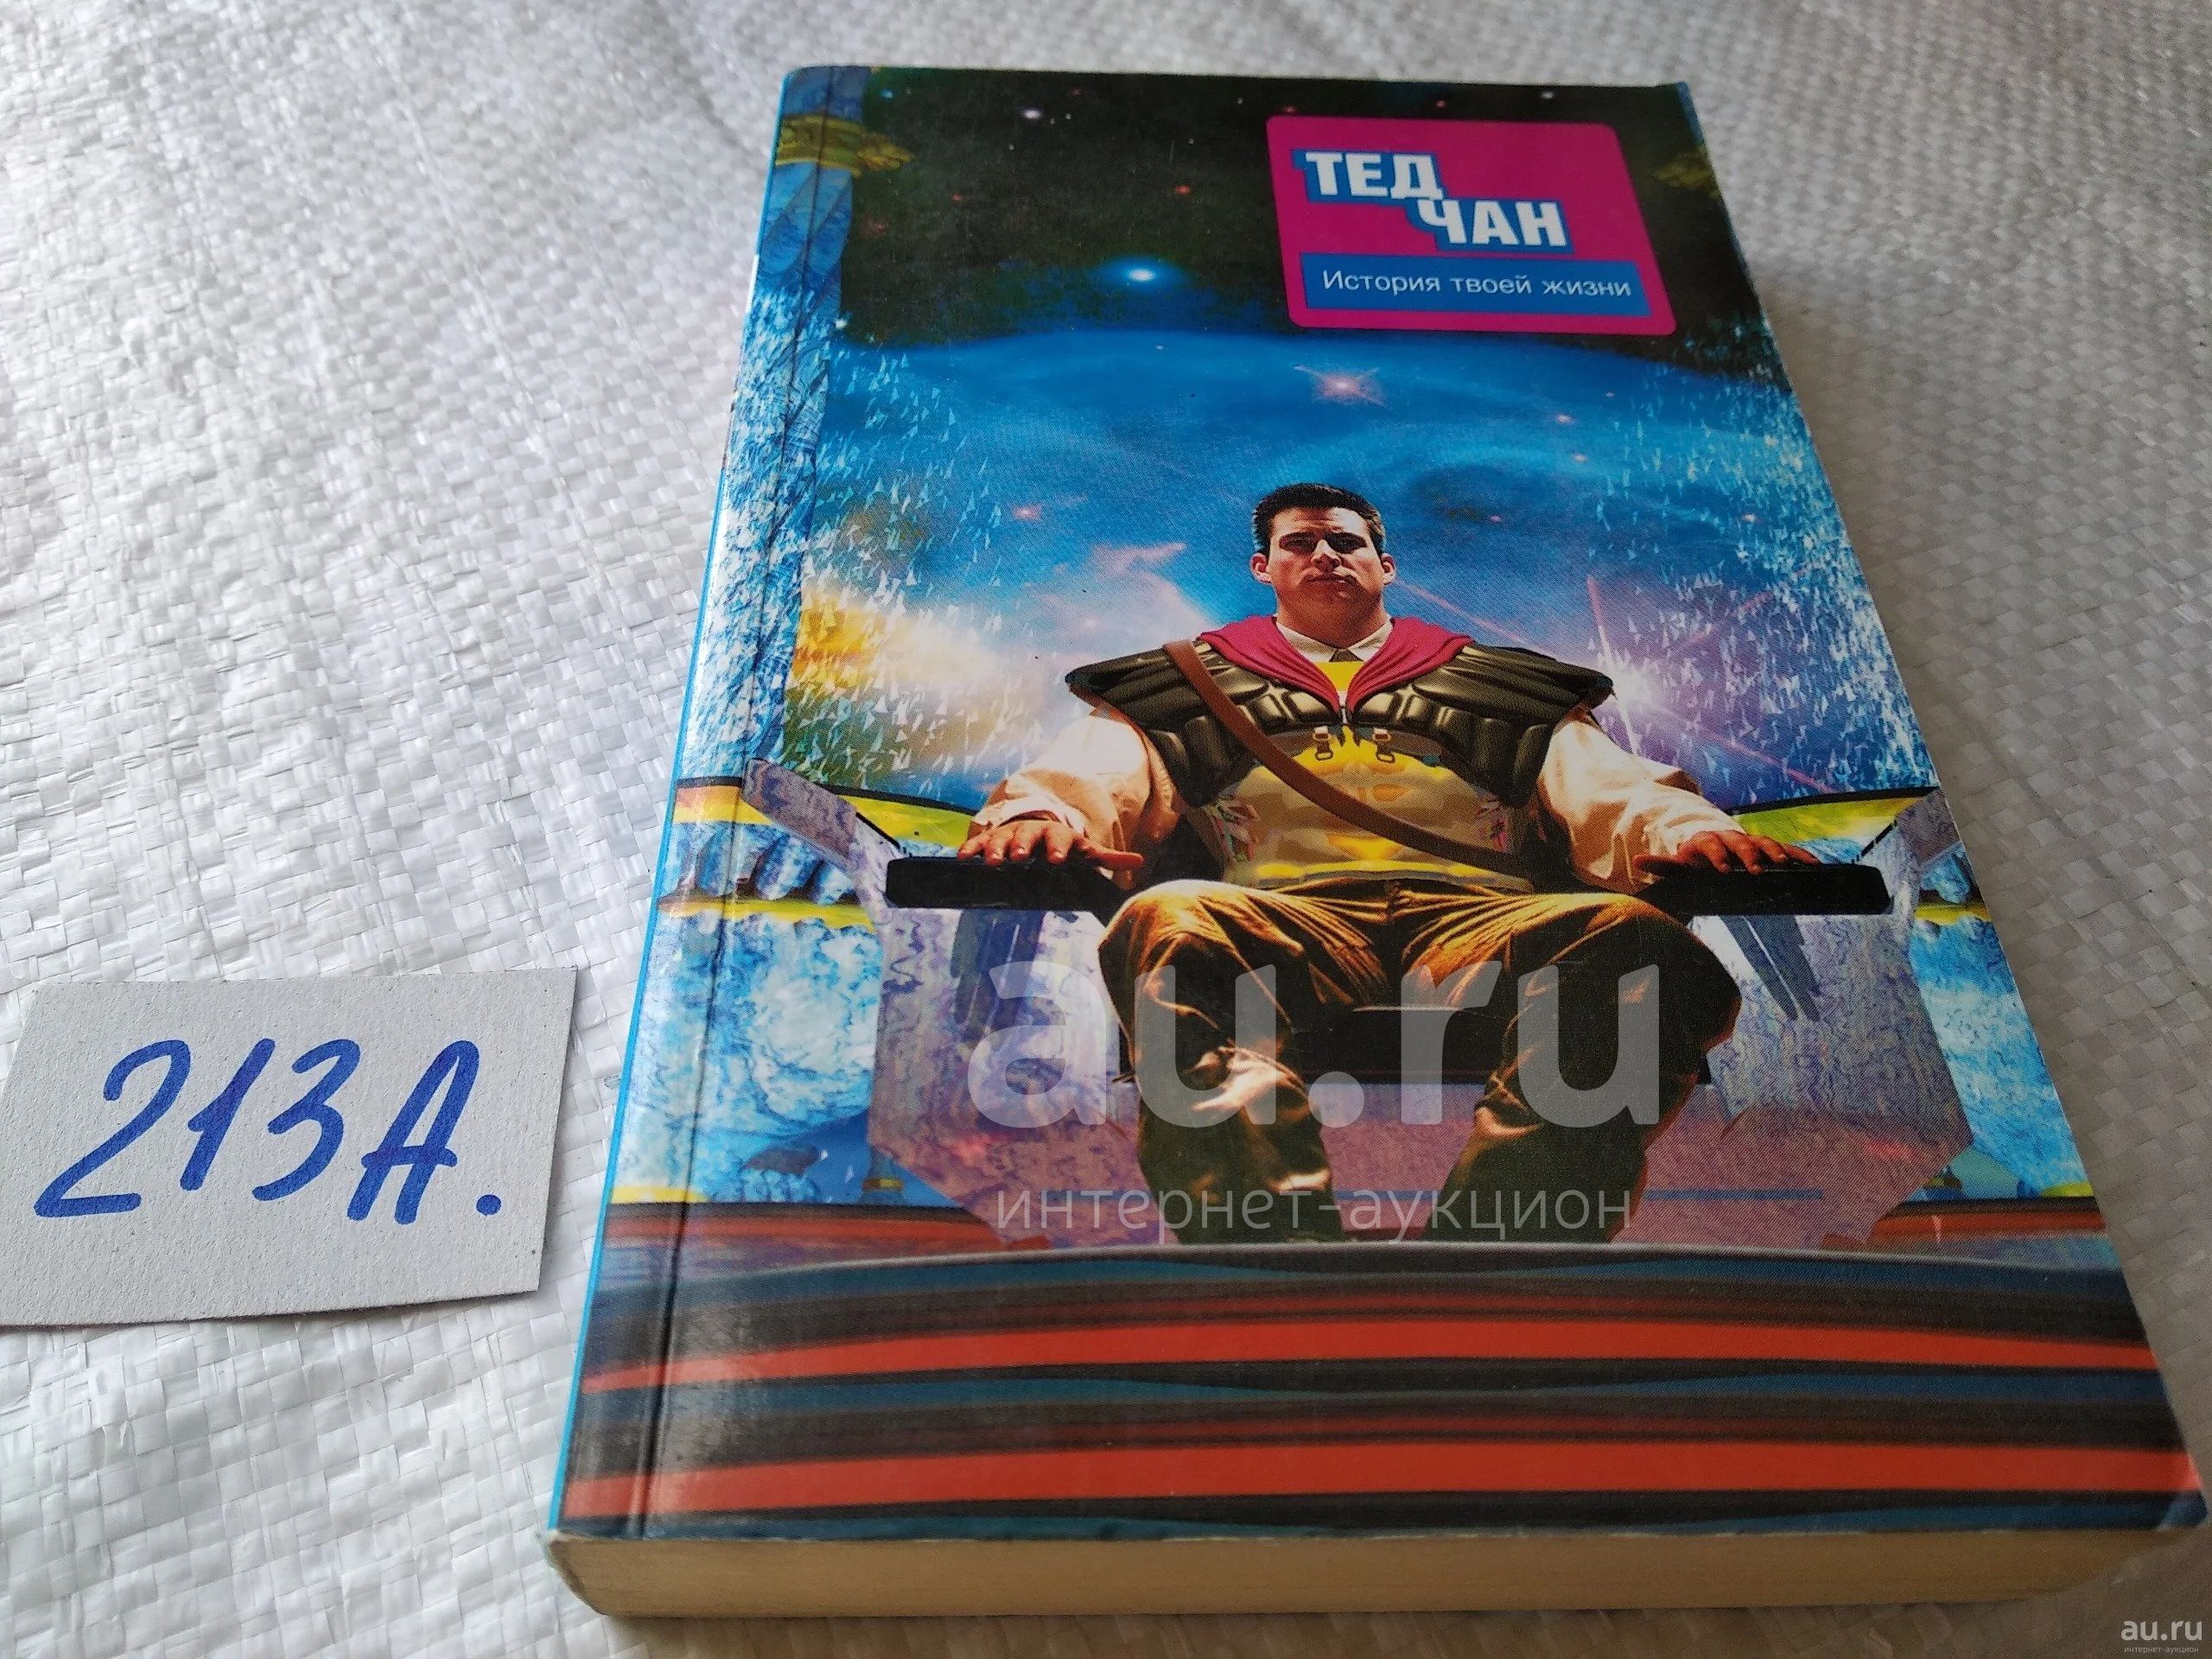 ТЕД
ЧАН
История твоей жизни
213А.
au.ru
интернет-аукцион
au.ru
интернет-аукцион